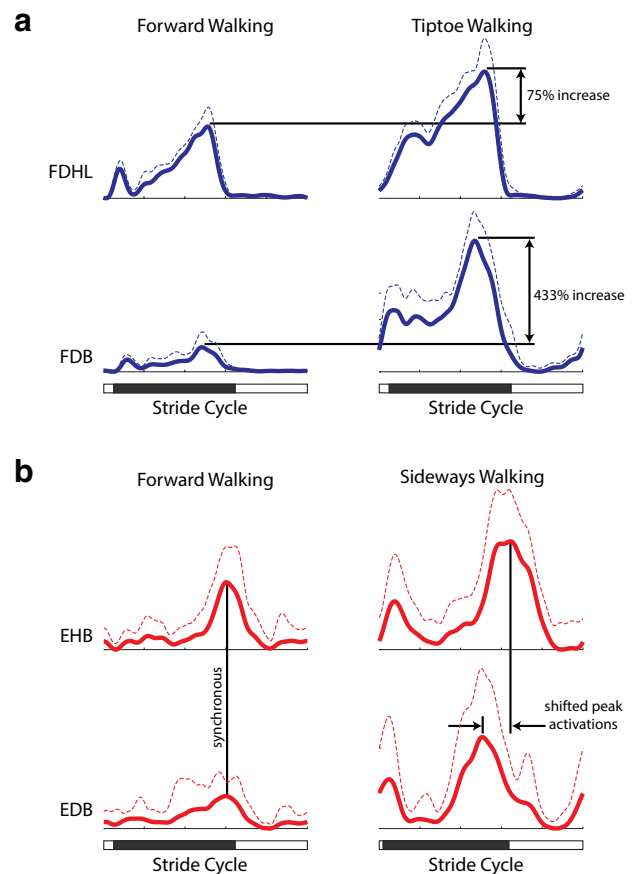 a
Forward Walking
Tiptoe Walking
75% increase
FDHL
433% increase
FDB
Stride Cycle
Stride Cycle
b
Forward Walking
Sideways Walking
EHB
synchronous
shifted peak
activations
EDB
Stride Cycle
Stride Cycle